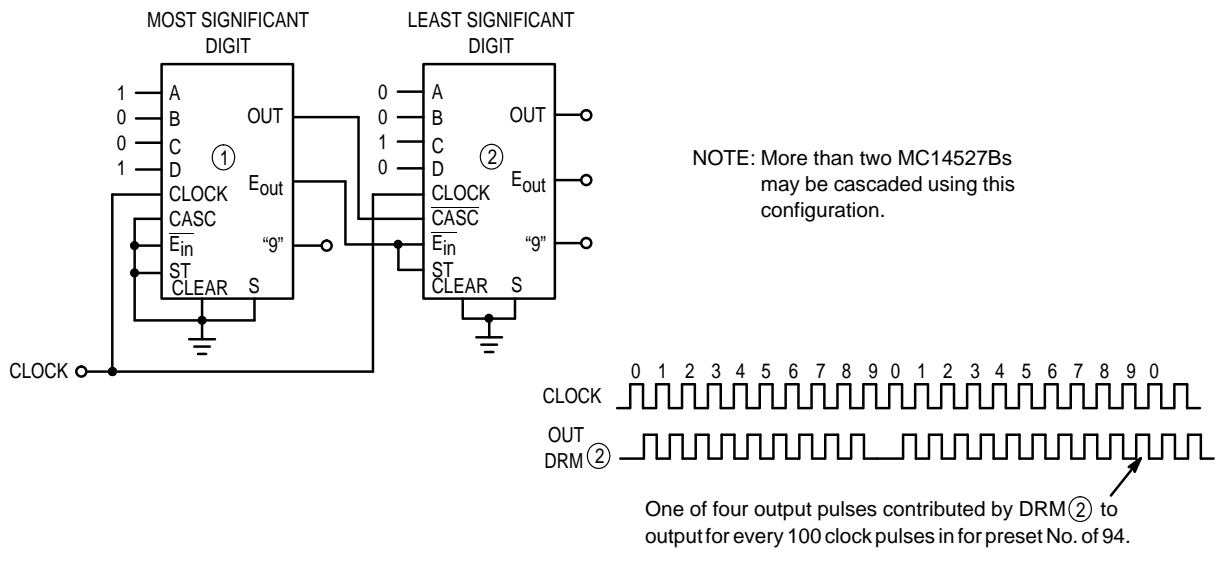 MOST SIGNIFICANT
DIGIT
1 A
0 B
0 C
1 D
CLOCK
CASC
Ein
ST
CLEAR S
OUT
Eout
“9”
1
LEAST SIGNIFICANT
DIGIT
0 A
0 B
1 C
0 D
CLOCK
CASC
Ein
ST
CLEAR S
OUT
Eout
“9”
2
NOTE: More than two MC14527Bs
may be cascaded using this
configuration.
CLOCK
0 1 2 3 4 5 6 7 8 9 0 1 2 3 4 5 6 7 8 9 0
CLOCK
OUT
DRM 2
One of four output pulses contributed by DRM 2 to
output for every 100 clock pulses in for preset No. of 94.